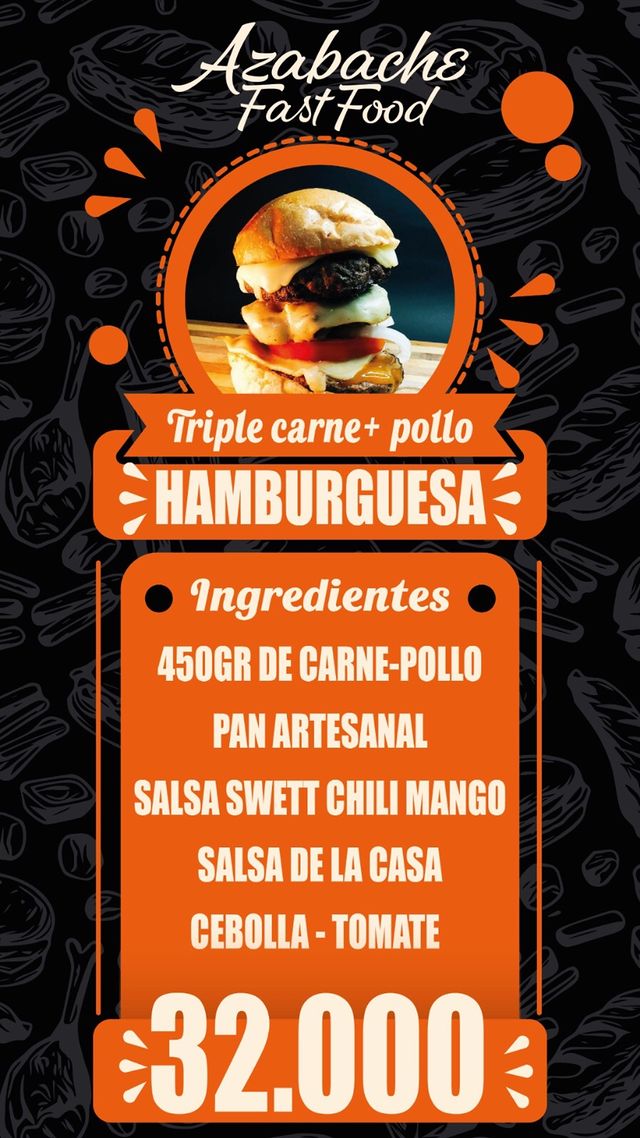 Azabache
Fast Food
Triple carne+ pollo
HAMBURGUESA
Ingredientes
450GR DE CARNE-POLLO
PAN ARTESANAL
SALSA SWETT CHILI MANGO
SALSA DE LA CASA
CEBOLLA - TOMATE
32.000